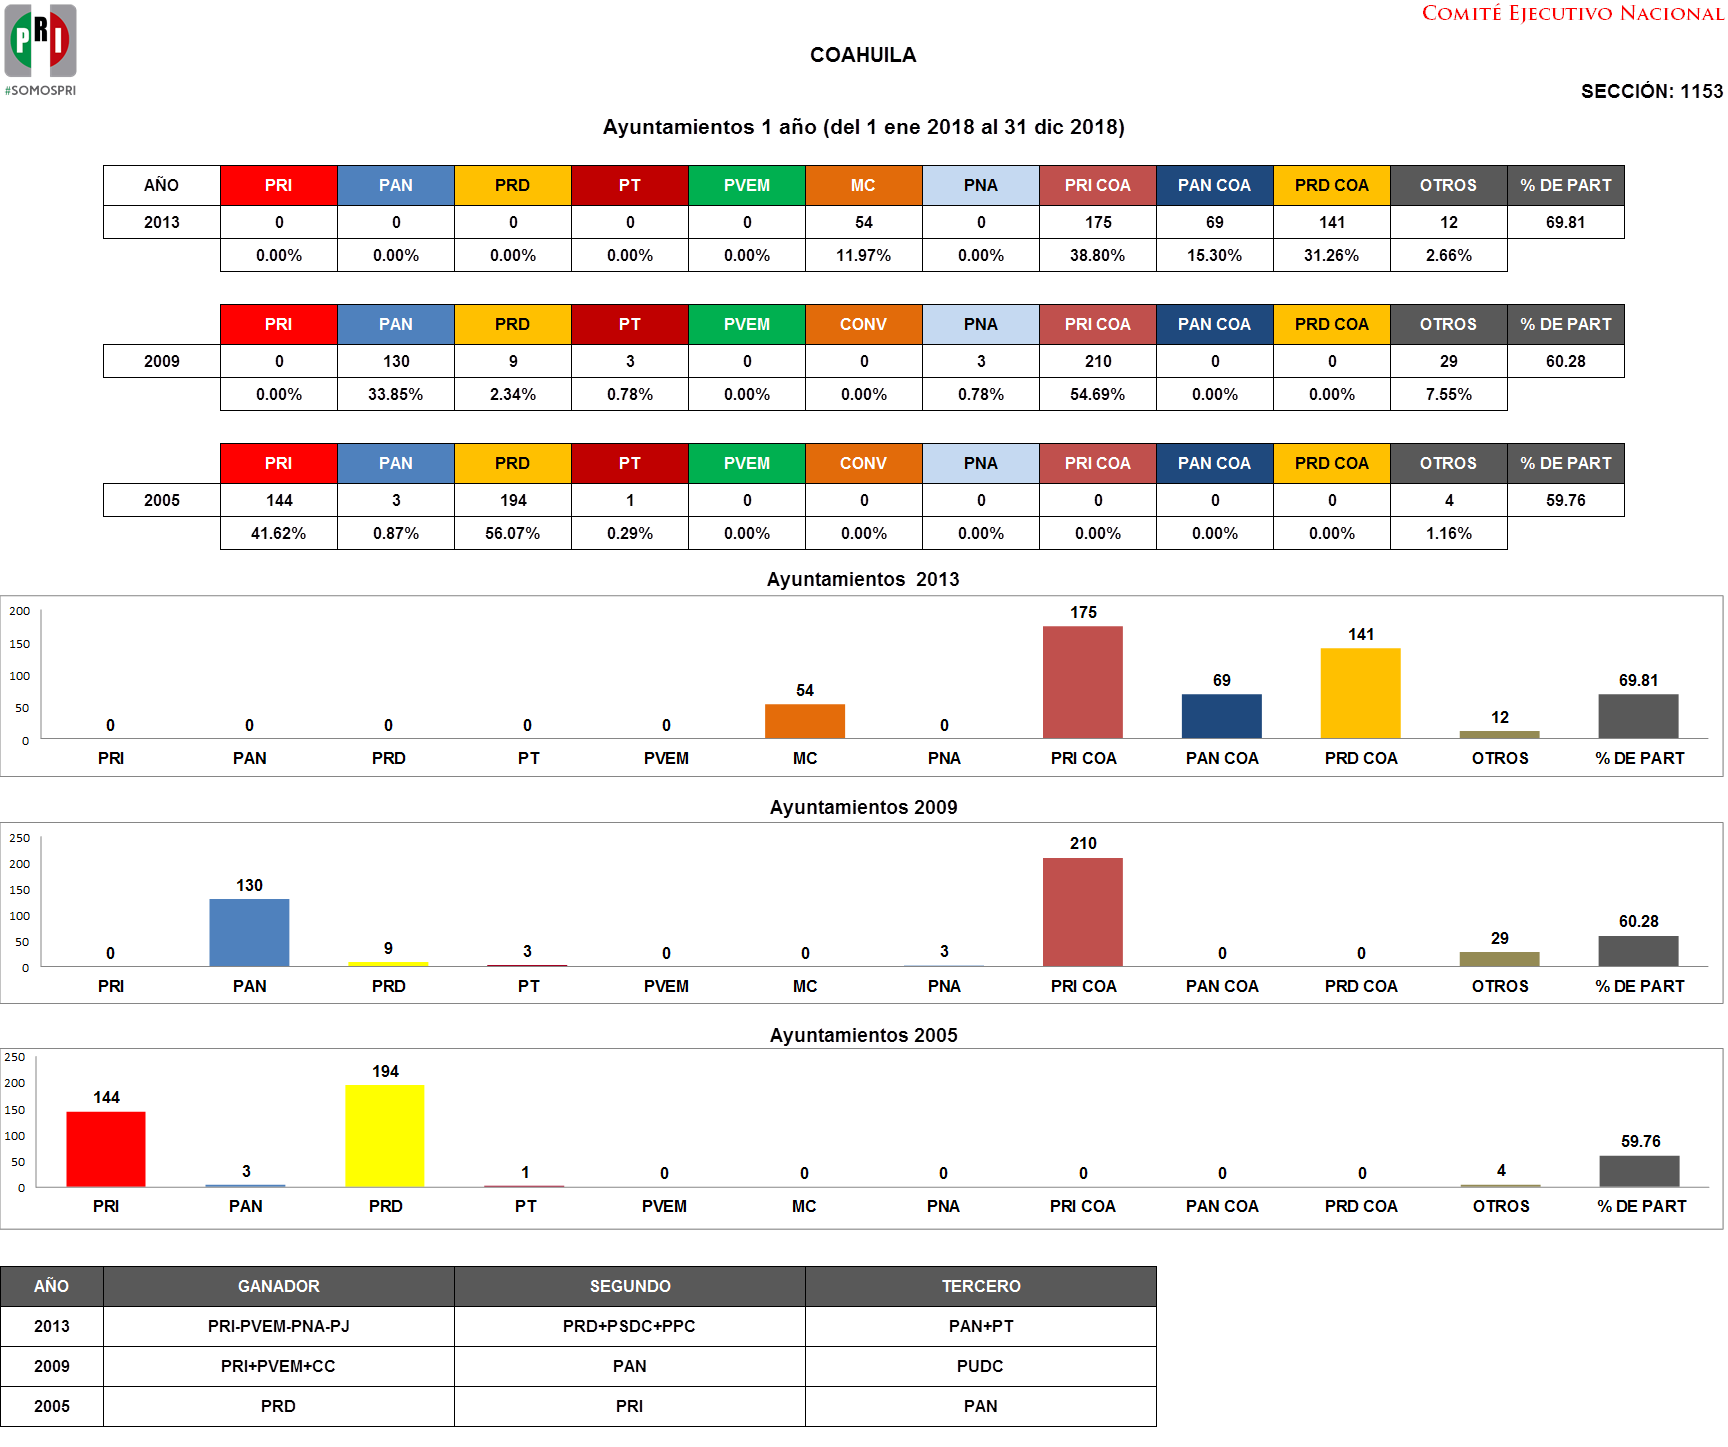 COMITÉ EJECUTIVO NACIONAL
PRI
#SOMOSPRI
COAHUILA
SECCIÓN: 1153
Ayuntamientos 1 año (del 1 ene 2018 al 31 dic 2018)
AÑO PRI PAN PRD PT PVEM MC PNA PRI COA PAN COA PRD COA OTROS % DE PART
2013 0 0 0 0 0 54 0 175 69 141 12 69.81
0.00% 0.00% 0.00% 0.00% 0.00% 11.97% 0.00% 38.80% 15.30% 31.26% 2.66%
PRI PAN PRD PT PVEM CONV PNA PRI COA PAN COA PRD COA OTROS % DE PART
2009 0 130 9 3 0 0 3 210 0 0 29 60.28
0.00% 33.85% 2.34% 0.78% 0.00% 0.00% 0.78% 54.69% 0.00% 0.00% 7.55%
PRI PAN PRD PT PVEM CONV PNA PRI COA PAN COA PRD COA OTROS % DE PART
2005 144 3 194 1 0 0 0 0 0 0 4 59.76
41.62% 0.87% 56.07% 0.29% 0.00% 0.00% 0.00% 0.00% 0.00% 0.00% 1.16%
Ayuntamientos 2013
200
150
100
50
0
0 0 0 0 0 54 0 175 69 141 12 69.81
PRI PAN PRD PT PVEM MC PNA PRI COA PAN COA PRD COA OTROS % DE PART
Ayuntamientos 2009
250
200
150
100
50
0
0 130 9 3 0 0 3 210 0 0 29 60.28
PRI PAN PRD PT PVEM MC PNA PRI COA PAN COA PRD COA OTROS % DE PART
Ayuntamientos 2005
250
200
150
100
50
0
144 3 194 1 0 0 0 0 0 0 4 59.76
PRI PAN PRD PT PVEM MC PNA PRI COA PAN COA PRD COA OTROS % DE PART
AÑO GANADOR SEGUNDO TERCERO
2013 PRI-PVEM-PNA-PJ PRD+PSDC+PPC PAN+PT
2009 PRI+PVEM+CC PAN PUDC
2005 PRD PRI PAN